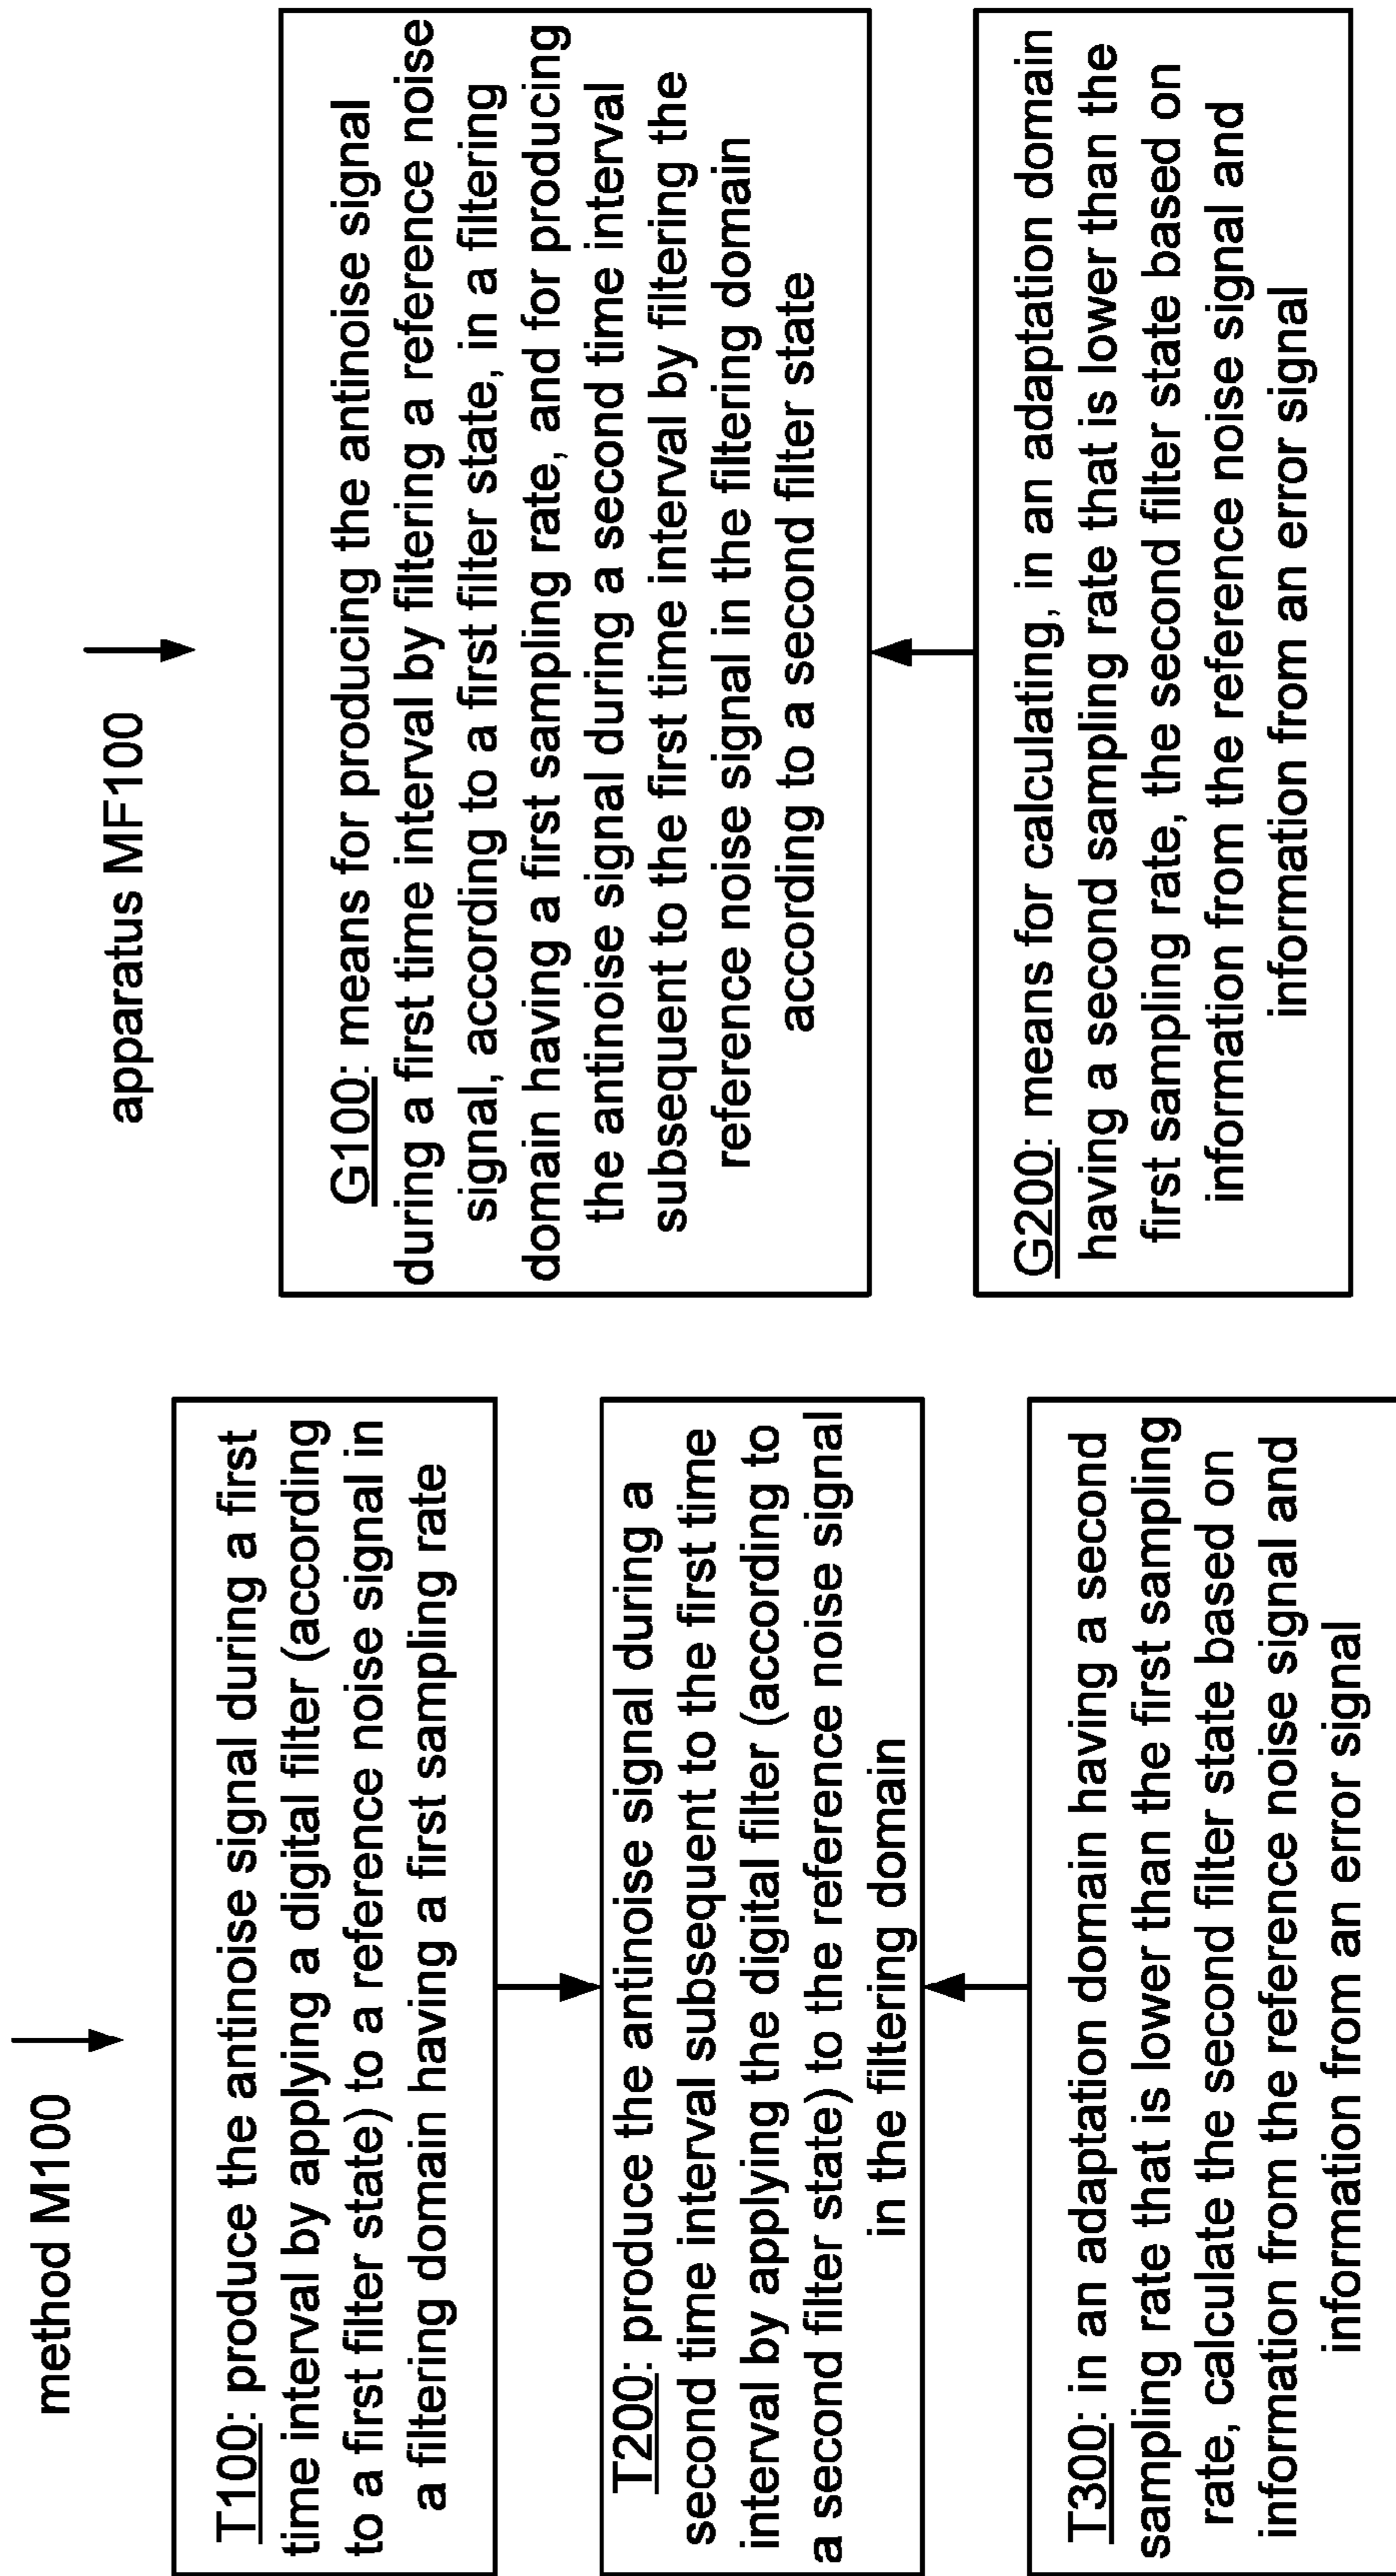 method M100
T100: produce the antinoise signal during a first
time interval by applying a digital filter (according
to a first filter state) to a reference noise signal in
a filtering domain having a first sampling rate
T200: produce the antinoise signal during a
second time interval subsequent to the first time
interval by applying the digital filter (according to
a second filter state) to the reference noise signal
in the filtering domain
T300: in an adaptation domain having a second
sampling rate that is lower than the first sampling
rate, calculate the second filter state based on
information from the reference noise signal and
information from an error signal
apparatus MF100
G100: means for producing the antinoise signal
during a first time interval by filtering a reference noise
signal, according to a first filter state, in a filtering
domain having a first sampling rate, and for producing
the antinoise signal during a second time interval
subsequent to the first time interval by filtering the
reference noise signal in the filtering domain
according to a second filter state
G200: means for calculating, in an adaptation domain
having a second sampling rate that is lower than the
first sampling rate, the second filter state based on
information from the reference noise signal and
information from an error signal